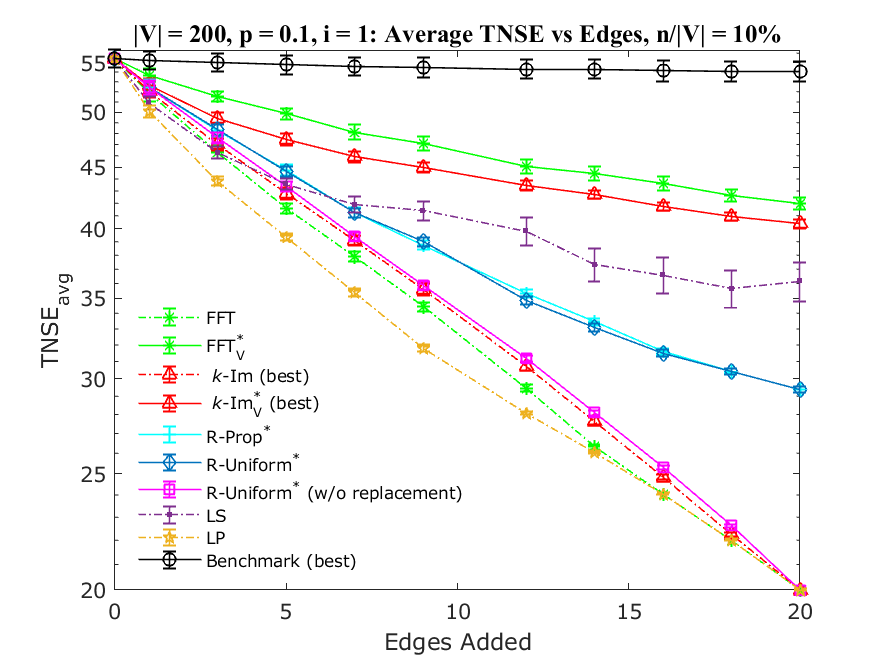 |V| = 200, p = 0.1, i = 1: Average TNSE vs Edges, n/|V| = 10%
55
50
45
40
35
30
25
20
TNSE_avg
FFT
FFT*_V
k-Im (best)
k-Im*_V (best)
R-Prop*
R-Uniform*
R-Uniform* (w/o replacement)
LS
LP
Benchmark (best)
0 5 10 15 20
Edges Added